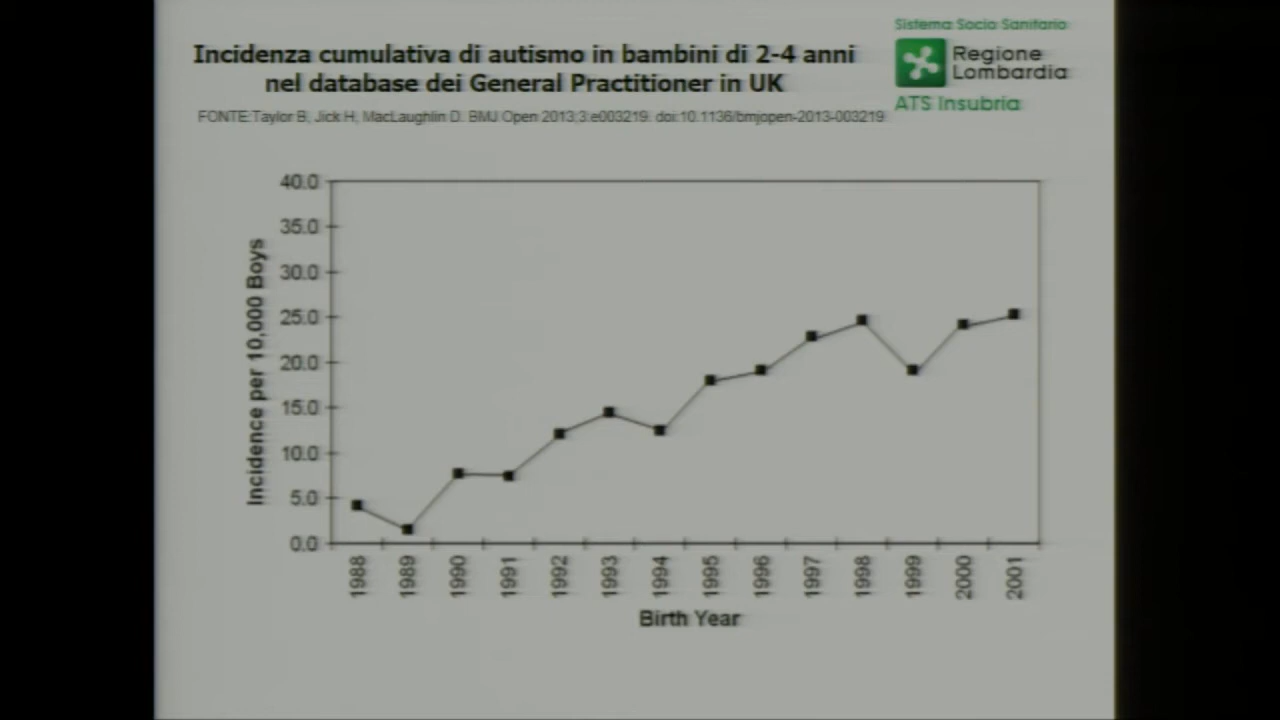 Sistema Socio Sanitario
Regione
Lombardia
ATS Insubria
Incidenza cumulativa di autismo in bambini di 2-4 anni
nel database dei General Practitioner in UK
FONTE:Taylor B, Jick H, MacLaughlin D. BMJ Open 2013;3:e003219. doi:10.1136/bmjopen-2013-003219
Incidence per 10,000 Boys
40.0
35.0
30.0
25.0
20.0
15.0
10.0
5.0
0.0
1988 1989 1990 1991 1992 1993 1994 1995 1996 1997 1998 1999 2000 2001
Birth Year